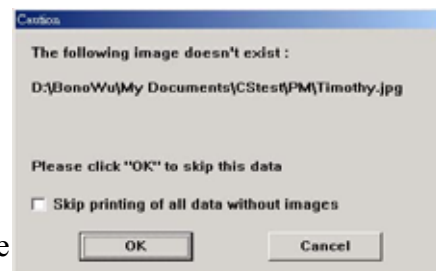 Caution
The following image doesn't exist :
D:\BonoWu\My Documents\CStest\PM\Timothy.jpg
Please click "OK" to skip this data
Skip printing of all data without images
e
OK Cancel